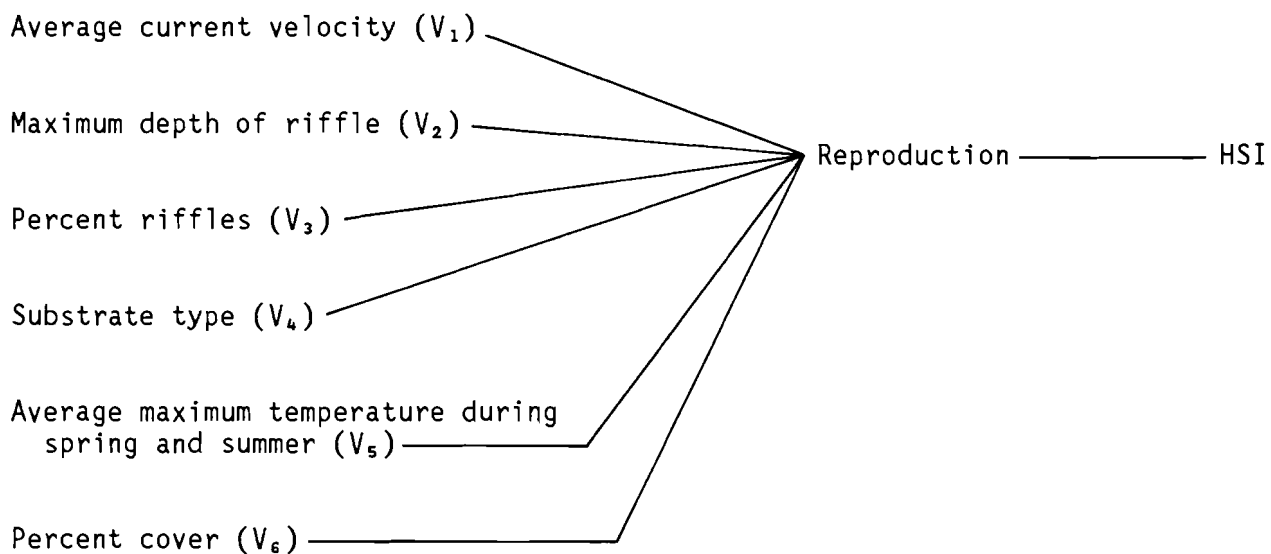 Average current velocity (V₁)
Maximum depth of riffle (V₂)
Reproduction
HSI
Percent riffles (V₃)
Substrate type (V₄)
Average maximum temperature during
spring and summer (V₅)
Percent cover (V₆)